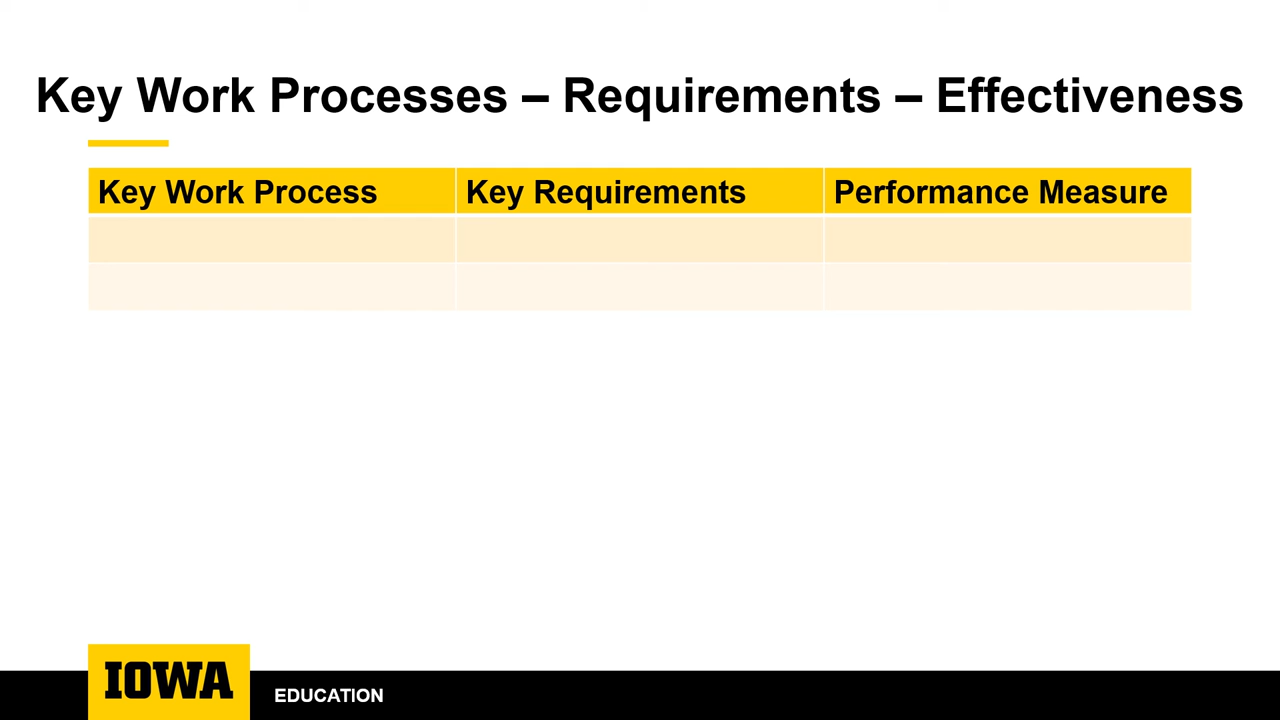 Key Work Processes – Requirements – Effectiveness
Key Work Process Key Requirements Performance Measure
IOWA EDUCATION